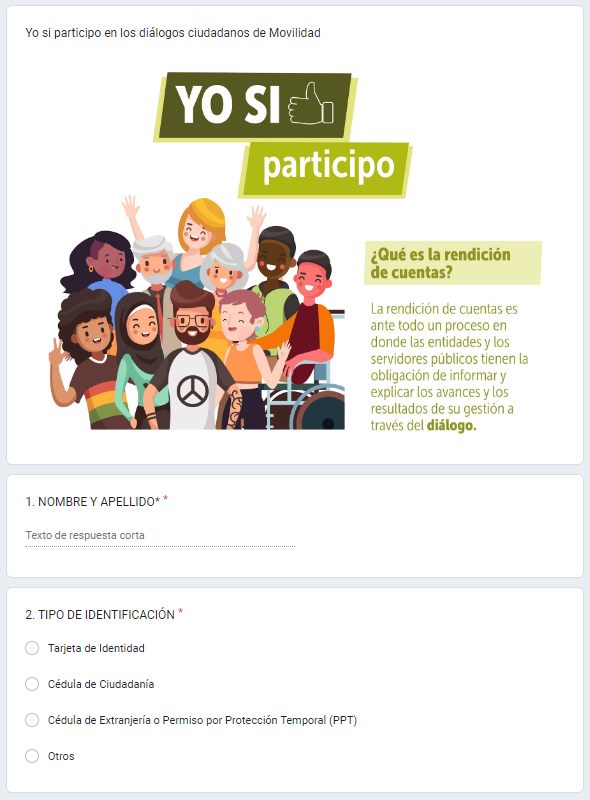 Yo si participo en los diálogos ciudadanos de Movilidad
YO SI
participo
¿Qué es la rendición
de cuentas?
La rendición de cuentas es
ante todo un proceso en
donde las entidades y los
servidores públicos tienen la
obligación de informar y
explicar los avances y los
resultados de su gestión a
través del diálogo.
1. NOMBRE Y APELLIDO* *
Texto de respuesta corta
2. TIPO DE IDENTIFICACIÓN *
Tarjeta de Identidad
Cédula de Ciudadanía
Cédula de Extranjería o Permiso por Protección Temporal (PPT)
Otros